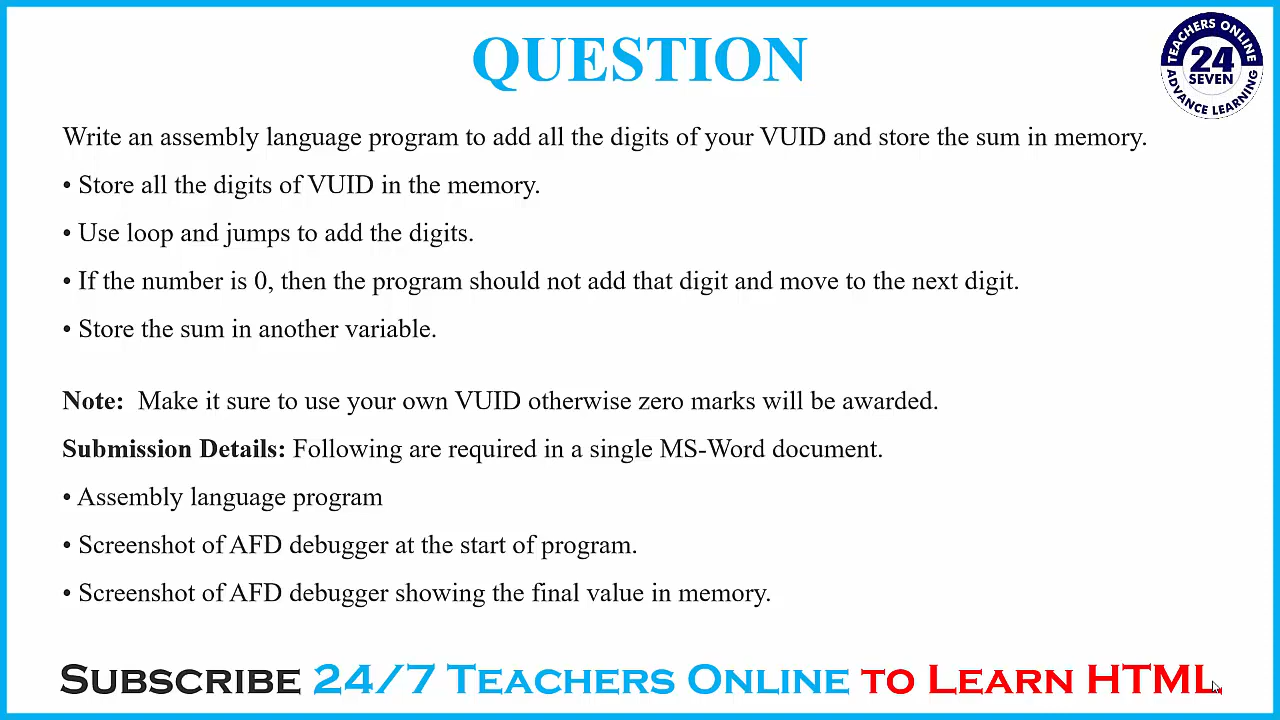 QUESTION
TEACHERS ONLINE
24
SEVEN
ADVANCE LEARNING
Write an assembly language program to add all the digits of your VUID and store the sum in memory.
• Store all the digits of VUID in the memory.
• Use loop and jumps to add the digits.
• If the number is 0, then the program should not add that digit and move to the next digit.
• Store the sum in another variable.
Note: Make it sure to use your own VUID otherwise zero marks will be awarded.
Submission Details: Following are required in a single MS-Word document.
• Assembly language program
• Screenshot of AFD debugger at the start of program.
• Screenshot of AFD debugger showing the final value in memory.
Subscribe 24/7 Teachers Online to Learn HTML